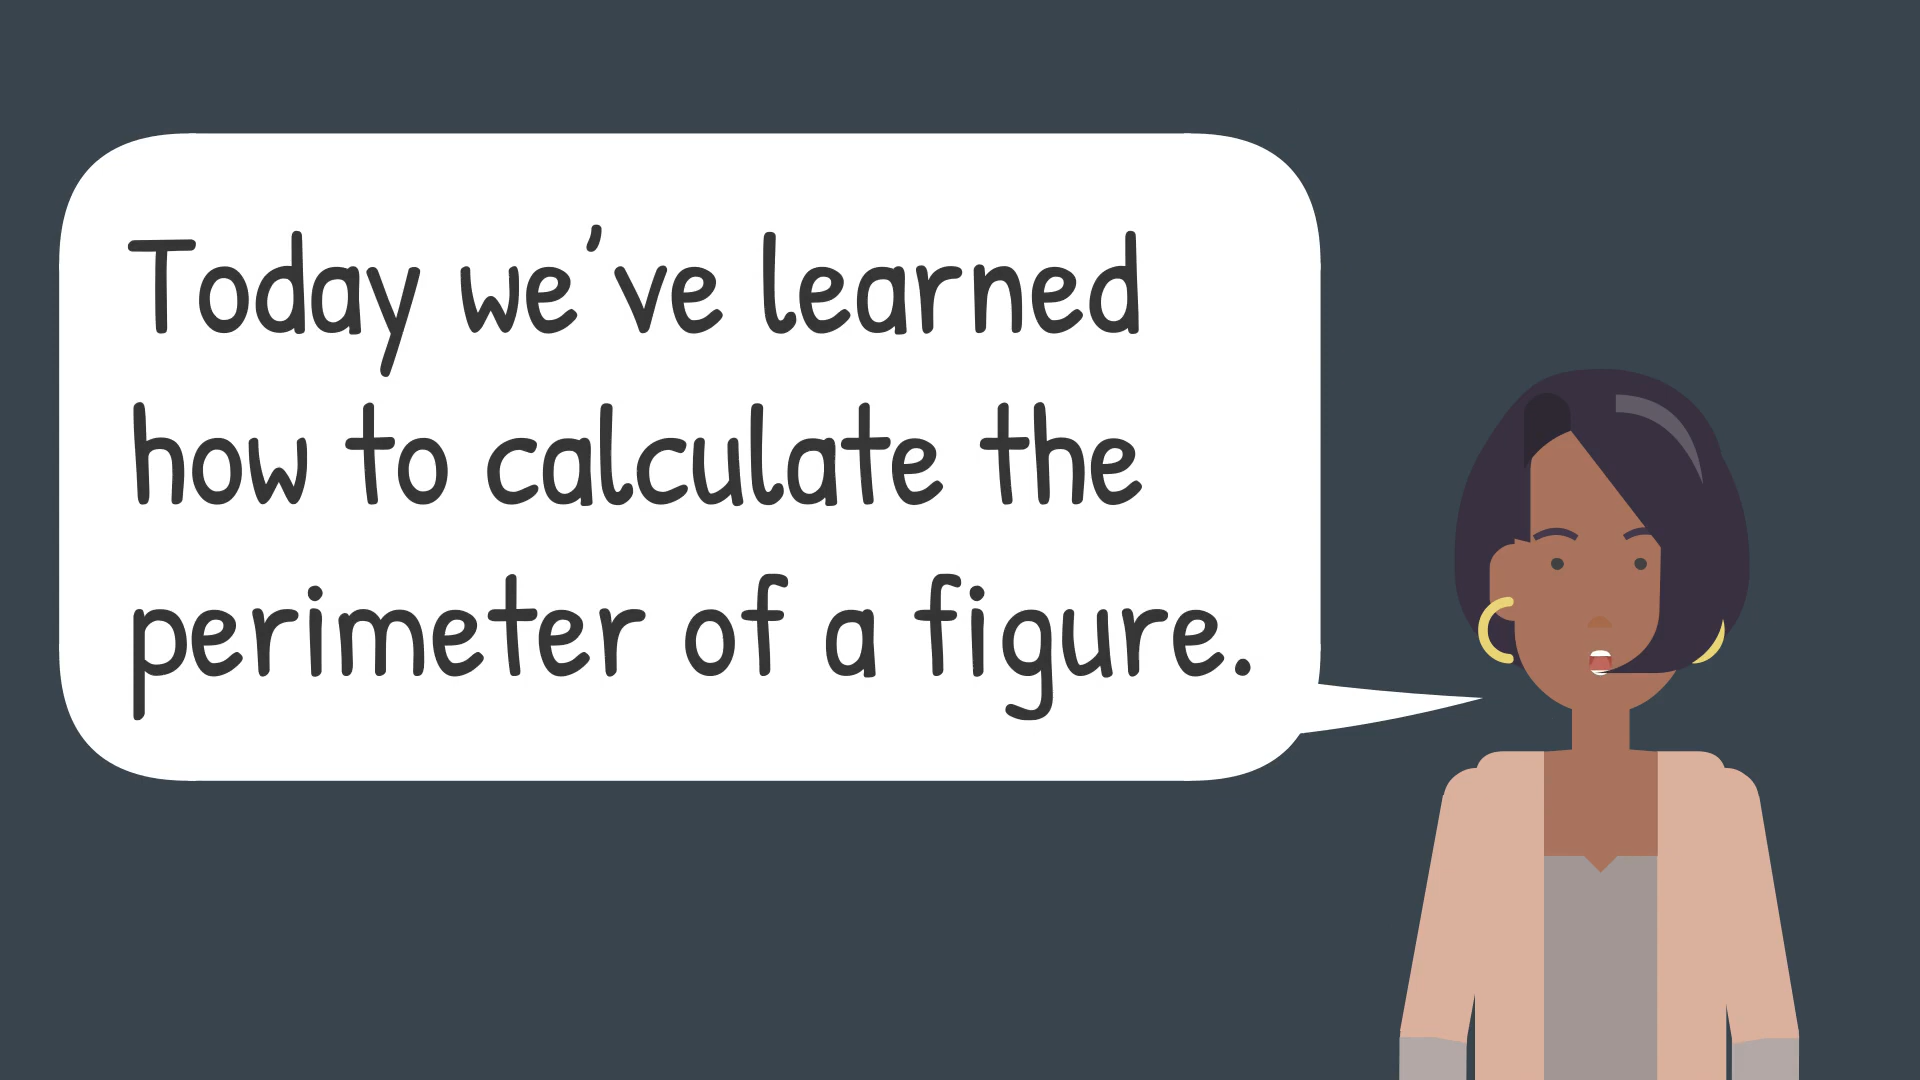 Today we've learned
how to calculate the
perimeter of a figure.